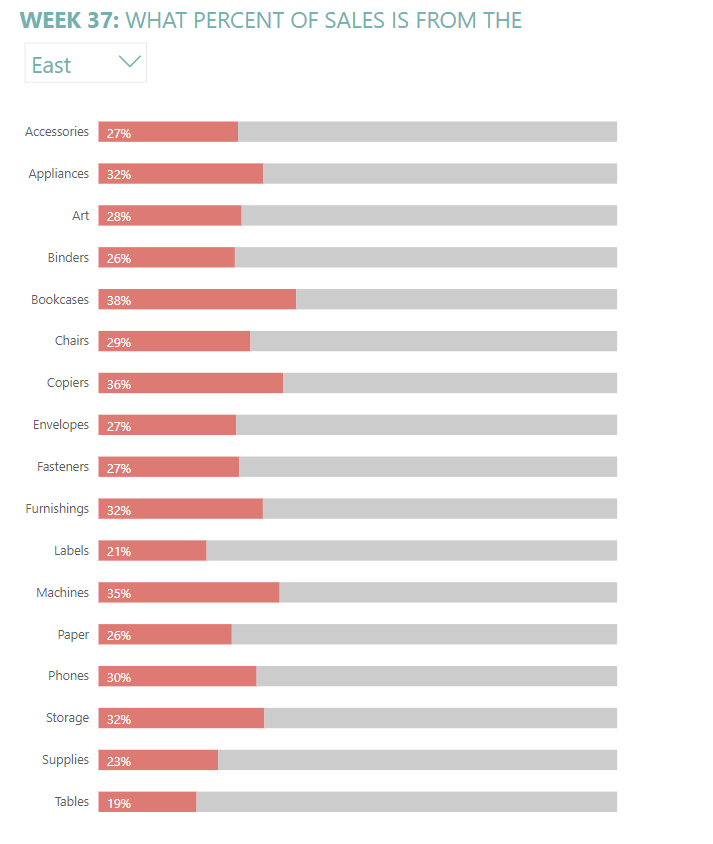 WEEK 37: WHAT PERCENT OF SALES IS FROM THE
East
Accessories 27%
Appliances 32%
Art 28%
Binders 26%
Bookcases 38%
Chairs 29%
Copiers 36%
Envelopes 27%
Fasteners 27%
Furnishings 32%
Labels 21%
Machines 35%
Paper 26%
Phones 30%
Storage 32%
Supplies 23%
Tables 19%